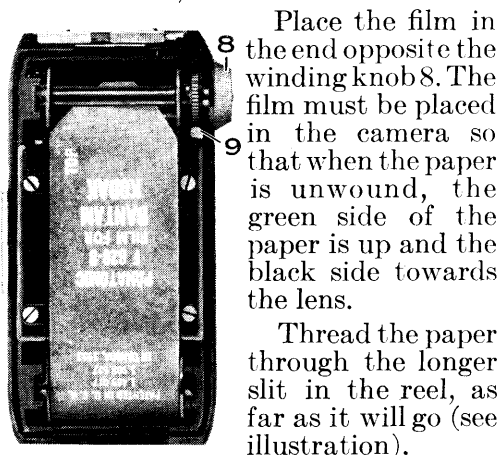 8
9
Place the film in
the end opposite the
winding knob 8. The
film must be placed
in the camera so
that when the paper
is unwound, the
green side of the
paper is up and the
black side towards
the lens.
Thread the paper
through the longer
slit in the reel, as
far as it will go (see
illustration).
KODAK
BANTAM
FILM FOR